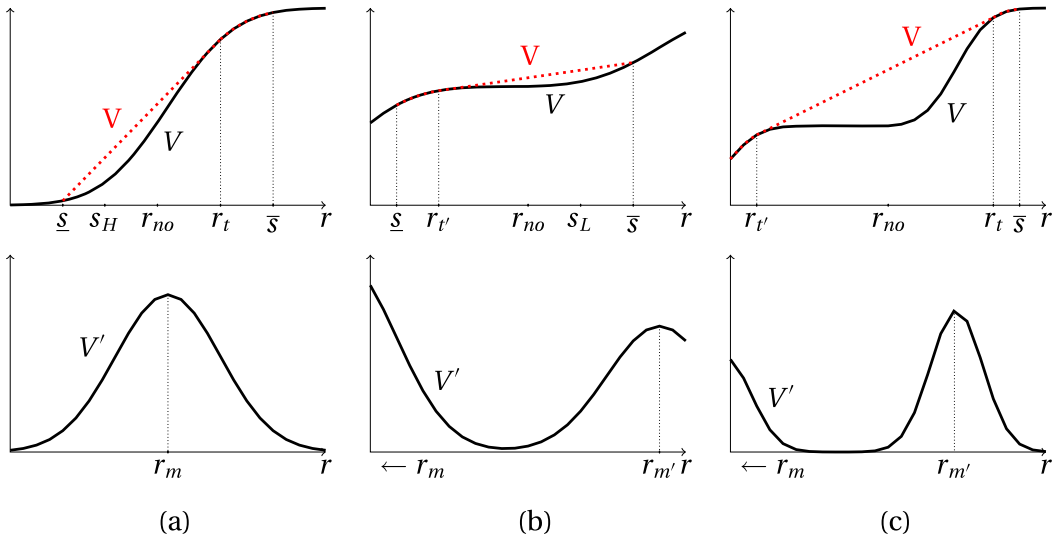 V
V
s s_H r_no r_t s̅ r
V
V
s r_t' r_no s_L s̅ r
V
V
r_t' r_no r_t s̅ r
V'
r_m r
V'
← r_m r_m' r
V'
← r_m r_m' r
(a) (b) (c)